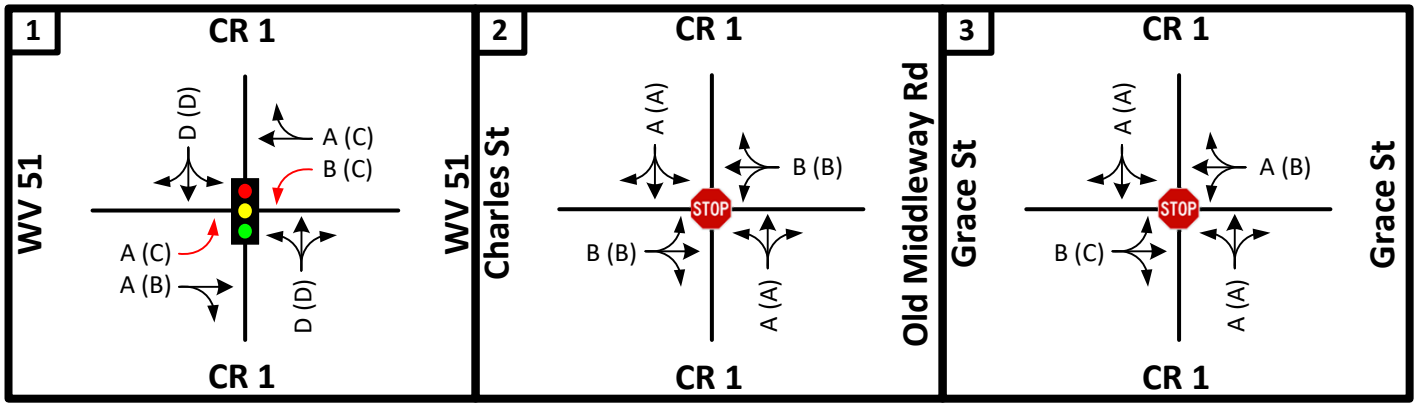 1
CR 1
WV 51
D (D)
A (C)
B (C)
A (C)
A (B)
D (D)
WV 51
CR 1
2
CR 1
Charles St
A (A)
B (B)
STOP
B (B)
A (A)
Old Middleway Rd
CR 1
3
CR 1
Grace St
A (A)
A (B)
STOP
B (C)
A (A)
Grace St
CR 1